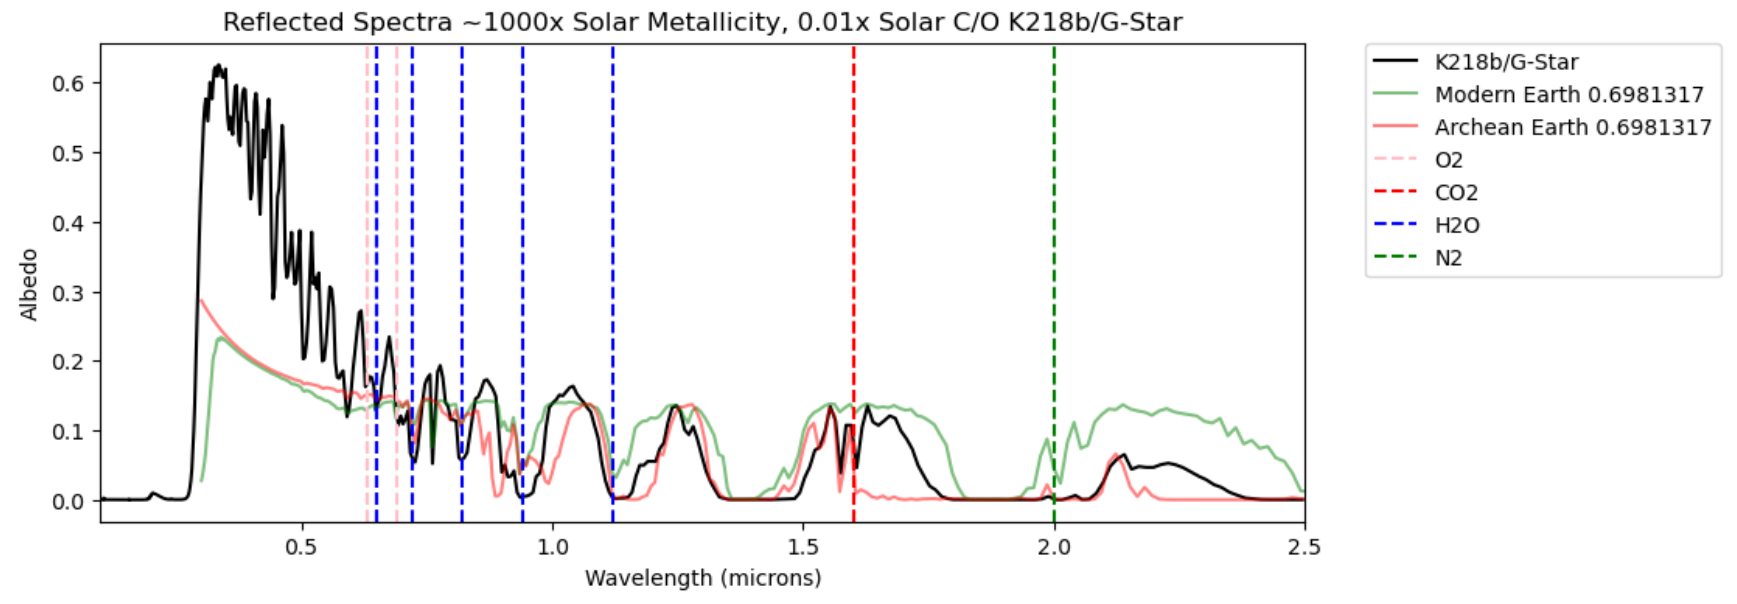 Reflected Spectra ~1000x Solar Metallicity, 0.01x Solar C/O K218b/G-Star
Albedo
0.6
0.5
0.4
0.3
0.2
0.1
0.0
0.5
1.0
1.5
2.0
2.5
Wavelength (microns)
K218b/G-Star
Modern Earth 0.6981317
Archean Earth 0.6981317
O2
CO2
H2O
N2